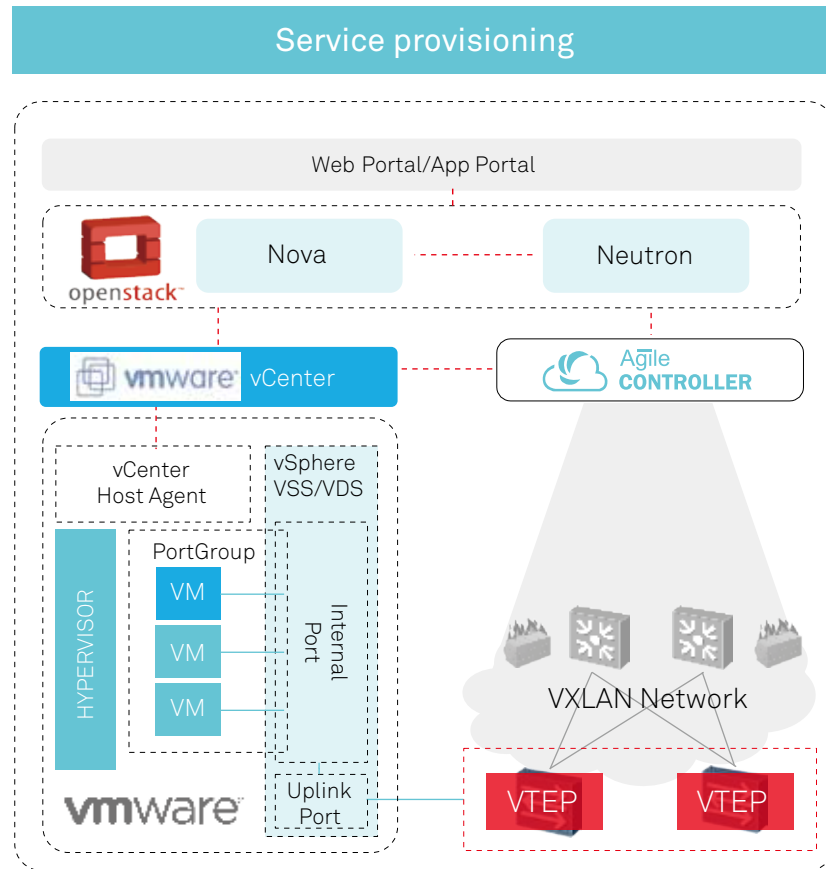 Service provisioning
Web Portal/App Portal
openstack™
Nova
Neutron
vmware® vCenter
Agile
CONTROLLER
vCenter
Host Agent
vSphere
VSS/VDS
PortGroup
HYPERVISOR
VM
VM
VM
Internal
Port
Uplink
Port
vmware®
VXLAN Network
VTEP
VTEP